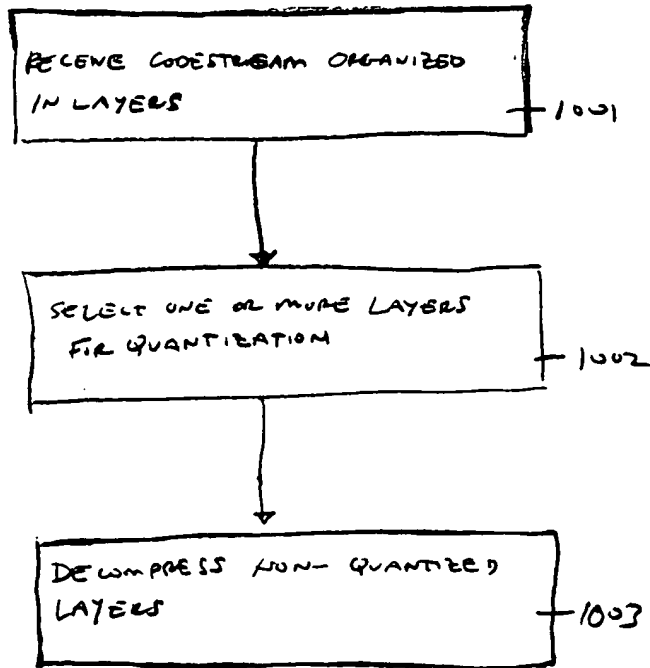 RECEIVE CODESTREAM ORGANIZED
IN LAYERS
1001
SELECT ONE OR MORE LAYERS
FOR QUANTIZATION
1002
DECOMPRESS NON-QUANTIZED
LAYERS
1003